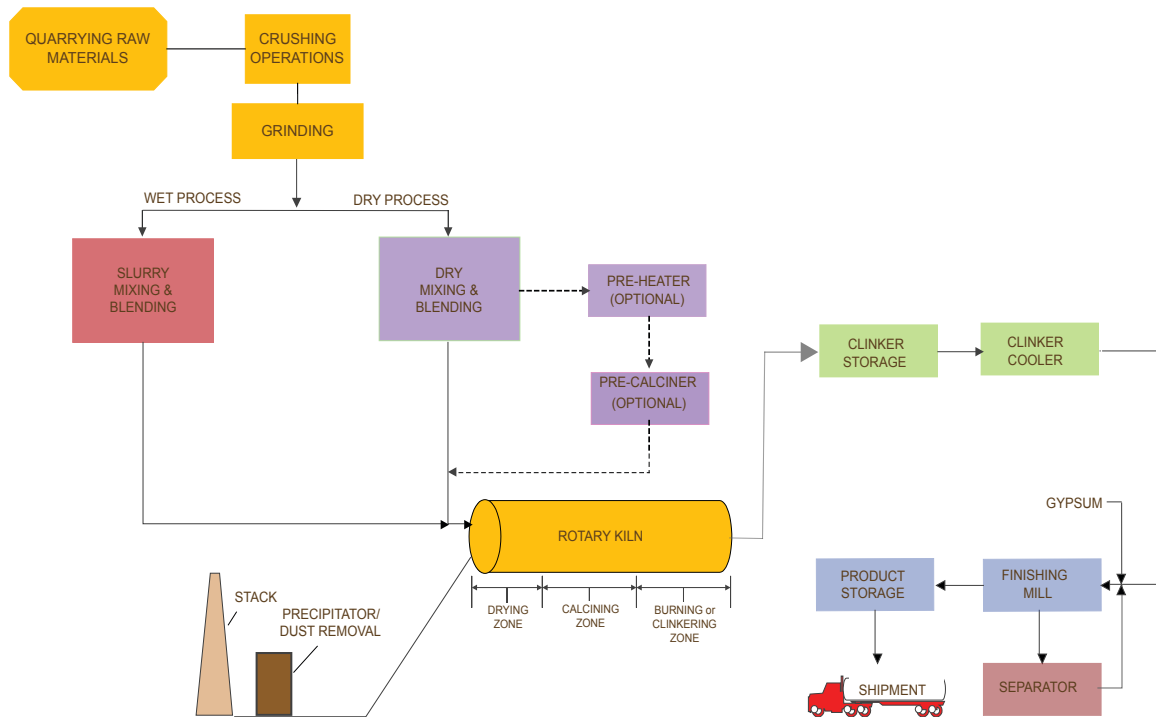 QUARRYING RAW
MATERIALS
CRUSHING
OPERATIONS
GRINDING
WET PROCESS
DRY PROCESS
SLURRY
MIXING &
BLENDING
DRY
MIXING &
BLENDING
PRE-HEATER
(OPTIONAL)
PRE-CALCINER
(OPTIONAL)
CLINKER
STORAGE
CLINKER
COOLER
ROTARY KILN
DRYING
ZONE
CALCINING
ZONE
BURNING or
CLINKERING
ZONE
STACK
PRECIPITATOR/
DUST REMOVAL
GYPSUM
PRODUCT
STORAGE
FINISHING
MILL
SHIPMENT
SEPARATOR